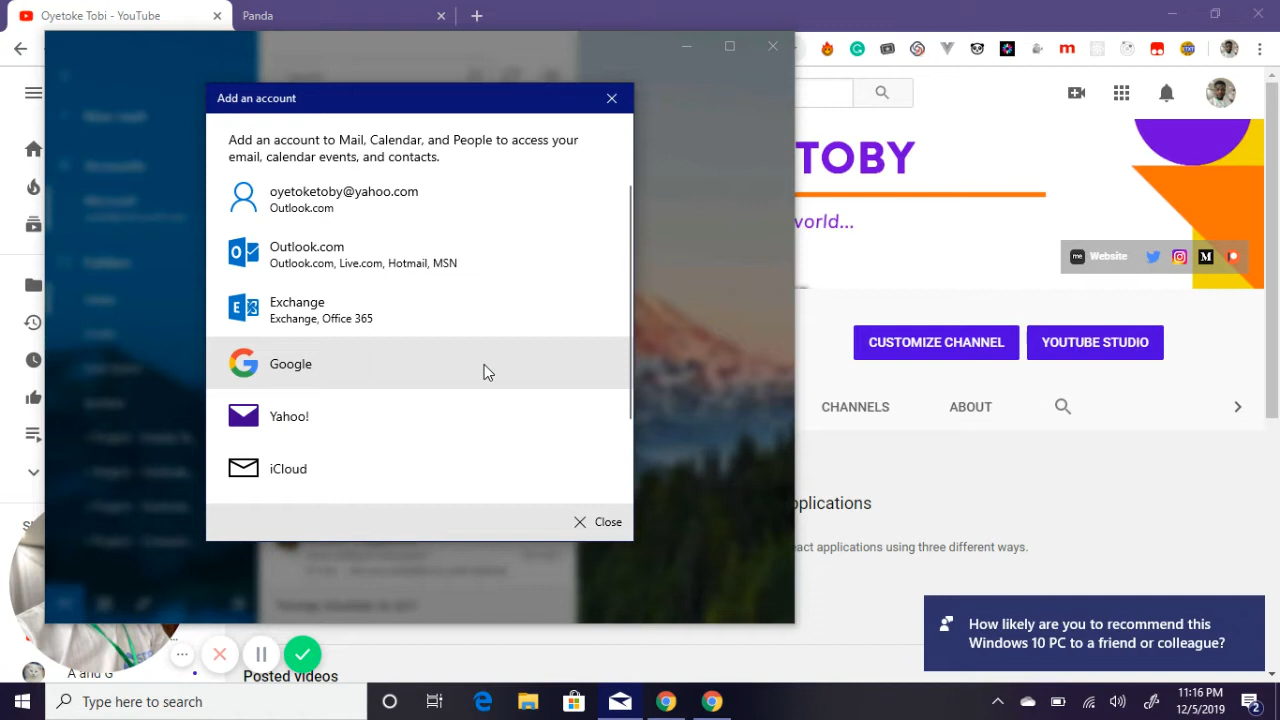 Oyetoke Tobi - YouTube
Panda
Add an account
Add an account to Mail, Calendar, and People to access your
email, calendar events, and contacts.
oyetoketoby@yahoo.com
Outlook.com
Outlook.com
Outlook.com, Live.com, Hotmail, MSN
Exchange
Exchange, Office 365
Google
Yahoo!
iCloud
Close
TOBY
world...
Website
CUSTOMIZE CHANNEL
YOUTUBE STUDIO
CHANNELS
ABOUT
act applications using three different ways.
How likely are you to recommend this
Windows 10 PC to a friend or colleague?
A and G
Posted videos
Type here to search
11:16 PM
12/5/2019
2